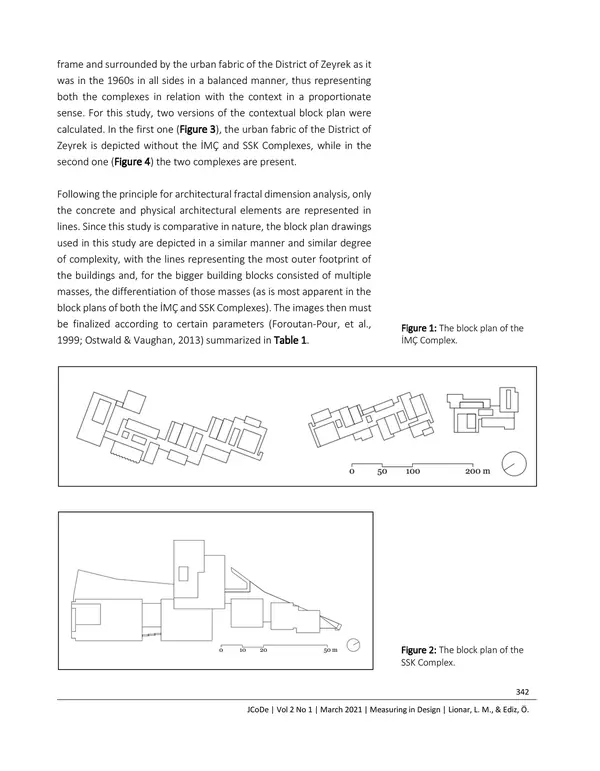 frame and surrounded by the urban fabric of the District of Zeyrek as it
was in the 1960s in all sides in a balanced manner, thus representing
both the complexes in relation with the context in a proportionate
sense. For this study, two versions of the contextual block plan were
calculated. In the first one (Figure 3), the urban fabric of the District of
Zeyrek is depicted without the İMÇ and SSK Complexes, while in the
second one (Figure 4) the two complexes are present.
Following the principle for architectural fractal dimension analysis, only
the concrete and physical architectural elements are represented in
lines. Since this study is comparative in nature, the block plan drawings
used in this study are depicted in a similar manner and similar degree
of complexity, with the lines representing the most outer footprint of
the buildings and, for the bigger building blocks consisted of multiple
masses, the differentiation of those masses (as is most apparent in the
block plans of both the İMÇ and SSK Complexes). The images then must
be finalized according to certain parameters (Foroutan-Pour, et al.,
1999; Ostwald & Vaughan, 2013) summarized in Table 1.
Figure 1: The block plan of the
İMÇ Complex.
0 50 100 200 m
0 10 20 50 m
Figure 2: The block plan of the
SSK Complex.
342
JCoDe | Vol 2 No 1 | March 2021 | Measuring in Design | Lionar, L. M., & Ediz, Ö.